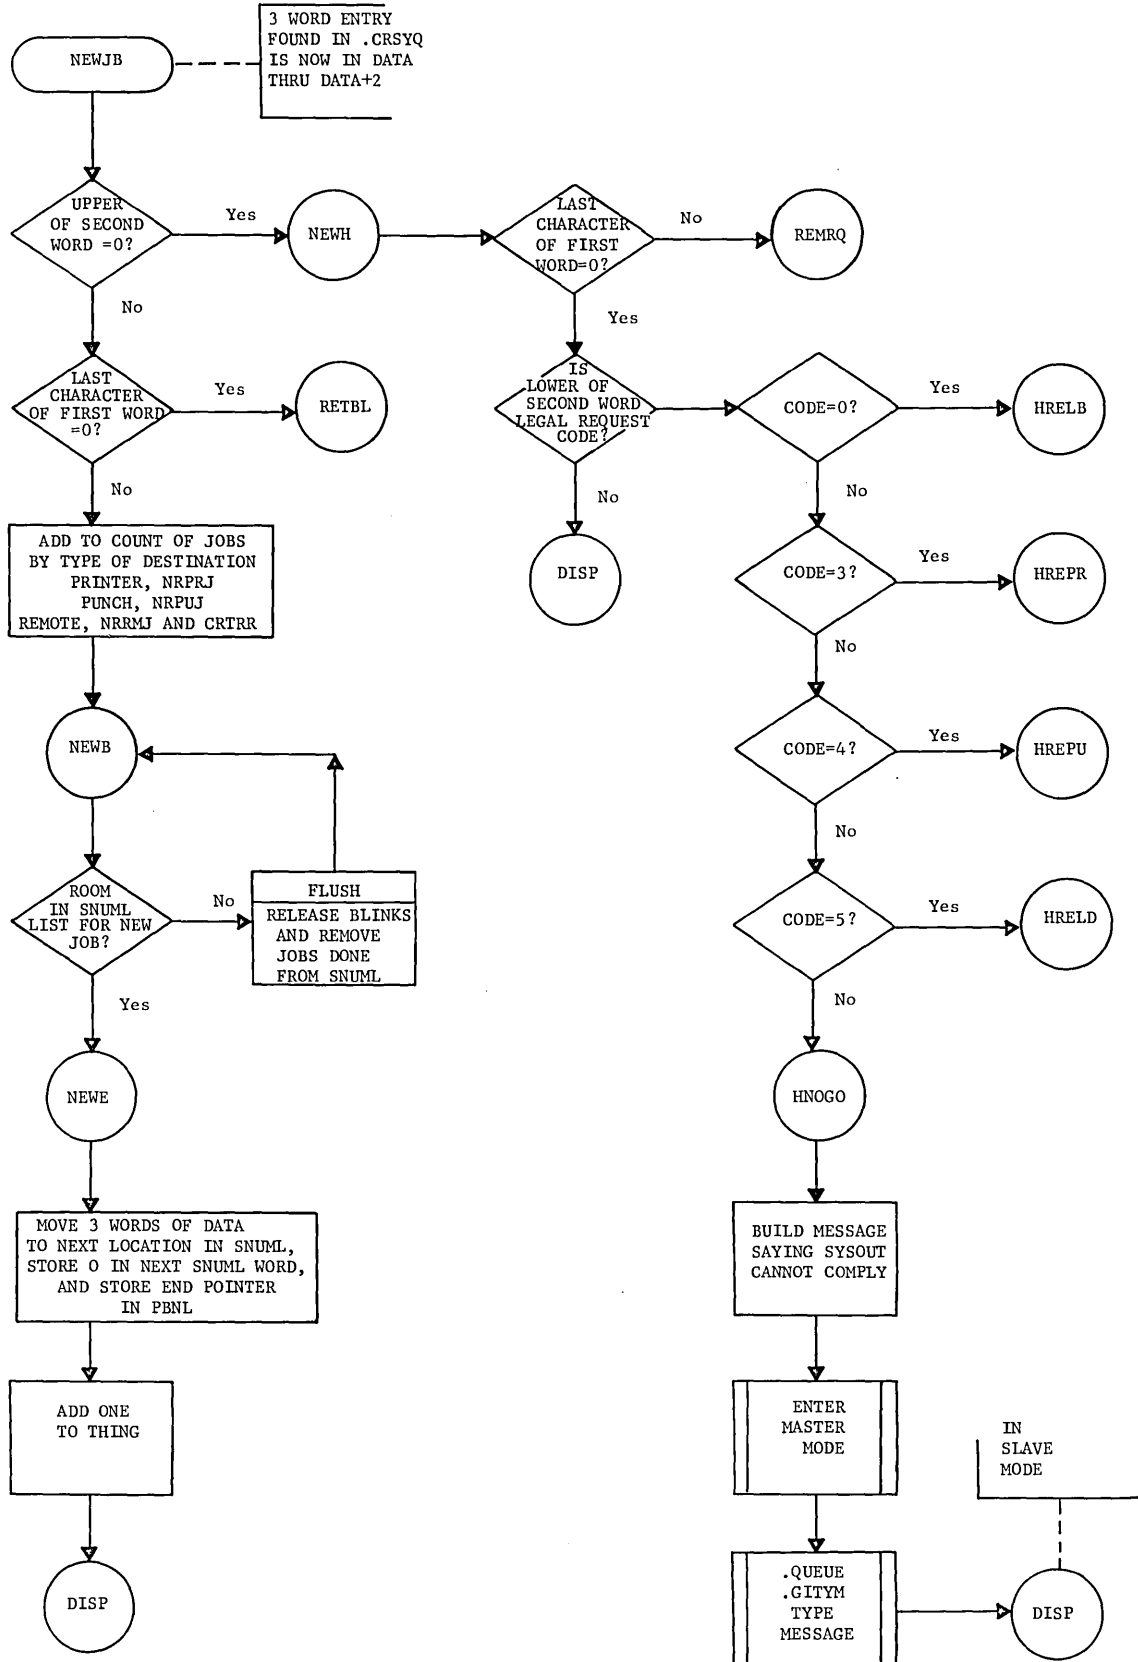 NEWJB
3 WORD ENTRY
FOUND IN .CRSYQ
IS NOW IN DATA
THRU DATA+2
UPPER
OF SECOND
WORD =0?
Yes
NEWH
LAST
CHARACTER
OF FIRST
WORD=0?
No
REMRQ
No
Yes
LAST
CHARACTER
OF FIRST WORD
=0?
Yes
RETBL
IS
LOWER OF
SECOND WORD
LEGAL REQUEST
CODE?
CODE=0?
Yes
HRELB
No
No
No
ADD TO COUNT OF JOBS
BY TYPE OF DESTINATION
PRINTER, NRPRJ
PUNCH, NRPUJ
REMOTE, NRRMJ AND CRTRR
DISP
CODE=3?
Yes
HREPR
No
NEWB
CODE=4?
Yes
HREPU
No
ROOM
IN SNUML
LIST FOR NEW
JOB?
No
FLUSH
RELEASE BLINKS
AND REMOVE
JOBS DONE
FROM SNUML
CODE=5?
Yes
HRELD
Yes
No
NEWE
HNOGO
MOVE 3 WORDS OF DATA
TO NEXT LOCATION IN SNUML,
STORE 0 IN NEXT SNUML WORD,
AND STORE END POINTER
IN PBNL
BUILD MESSAGE
SAYING SYSOUT
CANNOT COMPLY
ADD ONE
TO THING
ENTER
MASTER
MODE
IN
SLAVE
MODE
DISP
.QUEUE
.GITYM
TYPE
MESSAGE
DISP